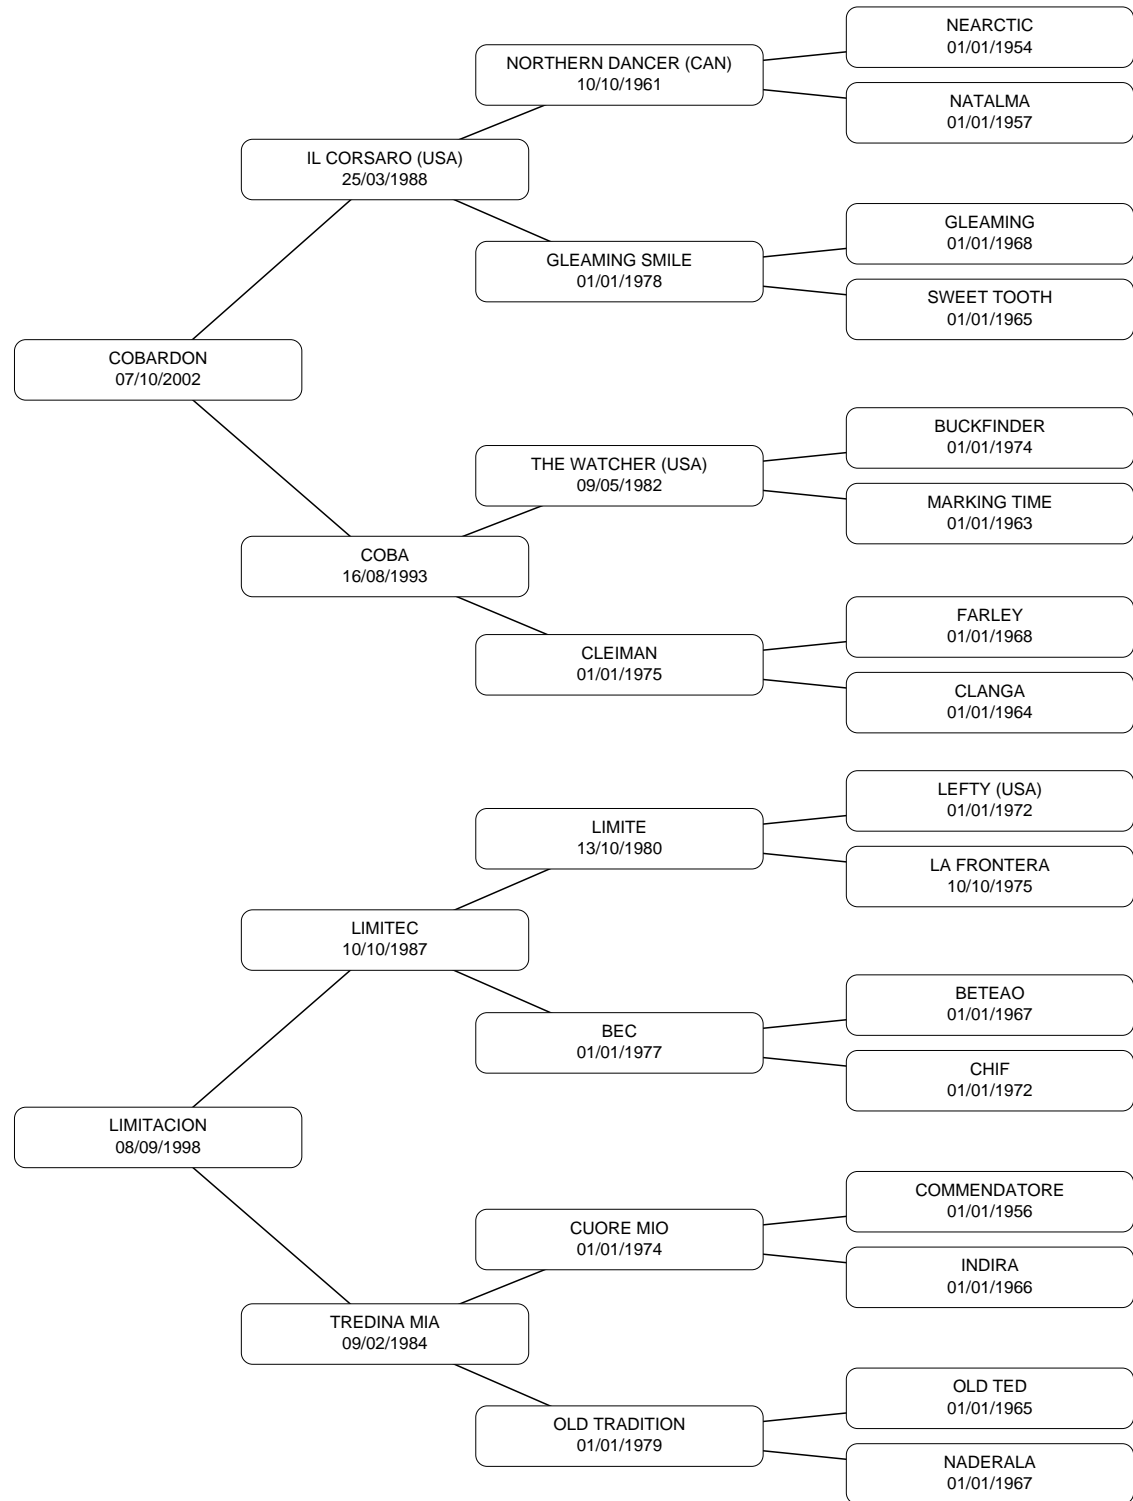 NEARCTIC
01/01/1954
NORTHERN DANCER (CAN)
10/10/1961
NATALMA
01/01/1957
IL CORSARO (USA)
25/03/1988
GLEAMING
01/01/1968
GLEAMING SMILE
01/01/1978
SWEET TOOTH
01/01/1965
COBARDON
07/10/2002
BUCKFINDER
01/01/1974
THE WATCHER (USA)
09/05/1982
MARKING TIME
01/01/1963
COBA
16/08/1993
FARLEY
01/01/1968
CLEIMAN
01/01/1975
CLANGA
01/01/1964
LEFTY (USA)
01/01/1972
LIMITE
13/10/1980
LA FRONTERA
10/10/1975
LIMITEC
10/10/1987
BETEAO
01/01/1967
BEC
01/01/1977
CHIF
01/01/1972
LIMITACION
08/09/1998
COMMENDATORE
01/01/1956
CUORE MIO
01/01/1974
INDIRA
01/01/1966
TREDINA MIA
09/02/1984
OLD TED
01/01/1965
OLD TRADITION
01/01/1979
NADERALA
01/01/1967